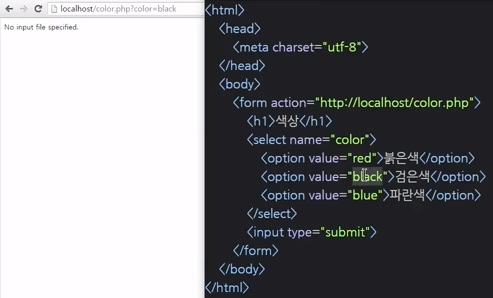 localhost/color.php?color=black
No input file specified.
<html>
<head>
<meta charset="utf-8">
</head>
<body>
<form action="http://localhost/color.php">
<h1>색상</h1>
<select name="color">
<option value="red">붉은색</option>
<option value="black">검은색</option>
<option value="blue">파란색</option>
</select>
<input type="submit">
</form>
</body>
</html>